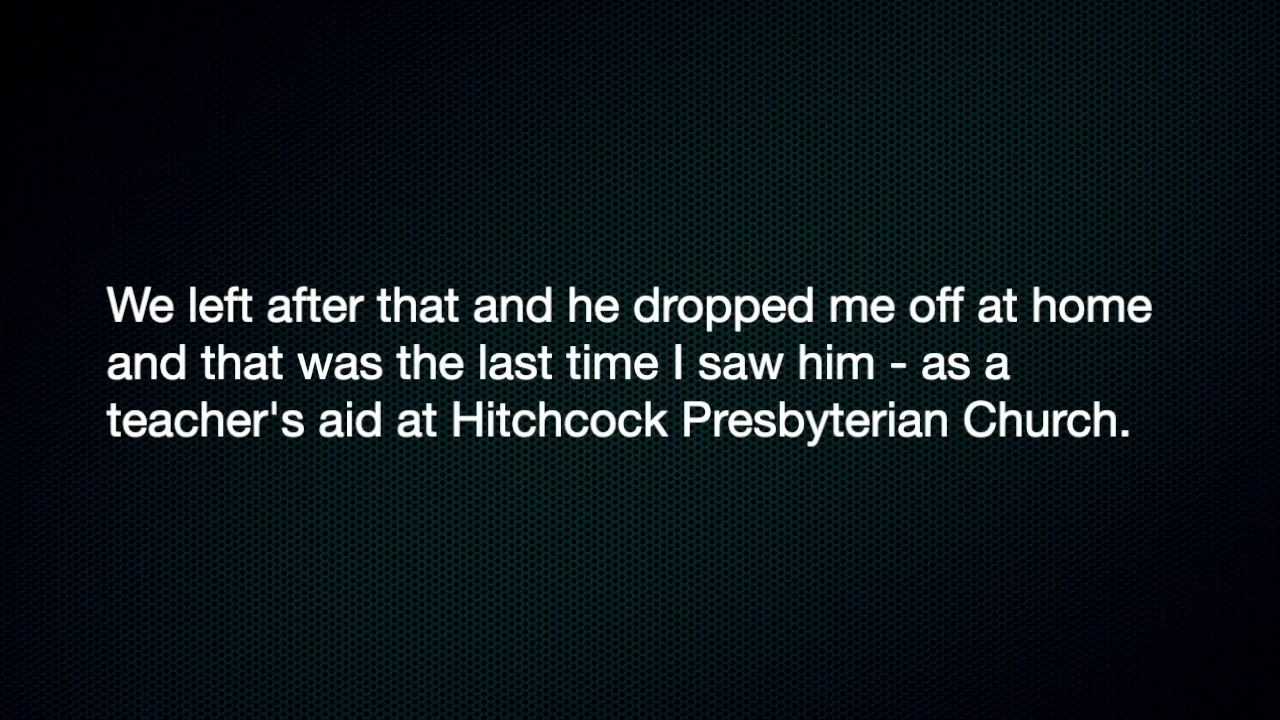 We left after that and he dropped me off at home
and that was the last time I saw him - as a
teacher's aid at Hitchcock Presbyterian Church.